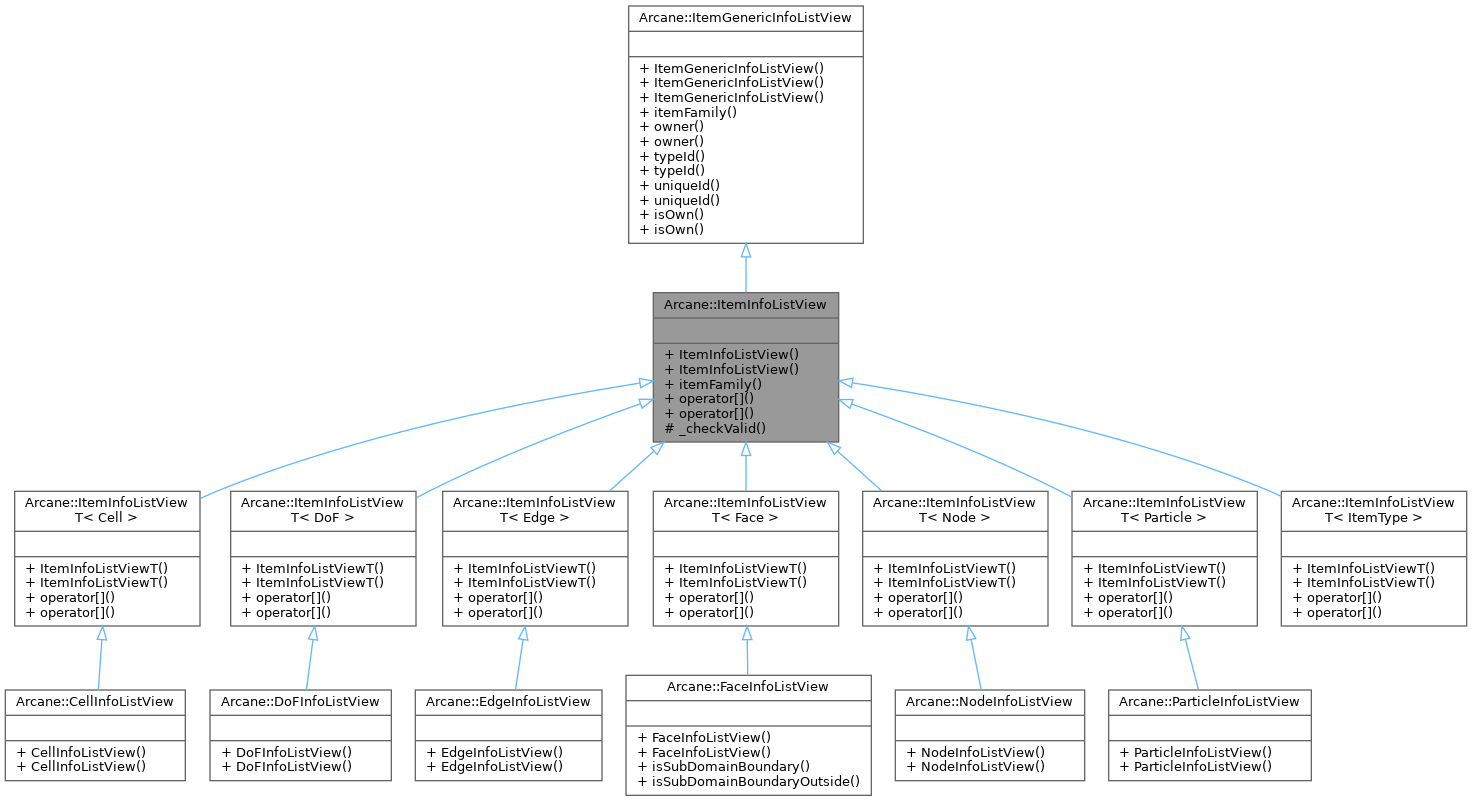 Arcane::ItemGenericInfoListView
+ ItemGenericInfoListView()
+ ItemGenericInfoListView()
+ ItemGenericInfoListView()
+ itemFamily()
+ owner()
+ owner()
+ typeId()
+ typeId()
+ uniqueId()
+ uniqueId()
+ isOwn()
+ isOwn()
Arcane::ItemInfoListView
+ ItemInfoListView()
+ ItemInfoListView()
+ itemFamily()
+ operator[]()
+ operator[]()
# _checkValid()
Arcane::ItemInfoListView
T< Cell >
+ ItemInfoListViewT()
+ ItemInfoListViewT()
+ operator[]()
+ operator[]()
Arcane::ItemInfoListView
T< DoF >
+ ItemInfoListViewT()
+ ItemInfoListViewT()
+ operator[]()
+ operator[]()
Arcane::ItemInfoListView
T< Edge >
+ ItemInfoListViewT()
+ ItemInfoListViewT()
+ operator[]()
+ operator[]()
Arcane::ItemInfoListView
T< Face >
+ ItemInfoListViewT()
+ ItemInfoListViewT()
+ operator[]()
+ operator[]()
Arcane::ItemInfoListView
T< Node >
+ ItemInfoListViewT()
+ ItemInfoListViewT()
+ operator[]()
+ operator[]()
Arcane::ItemInfoListView
T< Particle >
+ ItemInfoListViewT()
+ ItemInfoListViewT()
+ operator[]()
+ operator[]()
Arcane::ItemInfoListView
T< ItemType >
+ ItemInfoListViewT()
+ ItemInfoListViewT()
+ operator[]()
+ operator[]()
Arcane::CellInfoListView
+ CellInfoListView()
+ CellInfoListView()
Arcane::DoFInfoListView
+ DoFInfoListView()
+ DoFInfoListView()
Arcane::EdgeInfoListView
+ EdgeInfoListView()
+ EdgeInfoListView()
Arcane::FaceInfoListView
+ FaceInfoListView()
+ FaceInfoListView()
+ isSubDomainBoundary()
+ isSubDomainBoundaryOutside()
Arcane::NodeInfoListView
+ NodeInfoListView()
+ NodeInfoListView()
Arcane::ParticleInfoListView
+ ParticleInfoListView()
+ ParticleInfoListView()